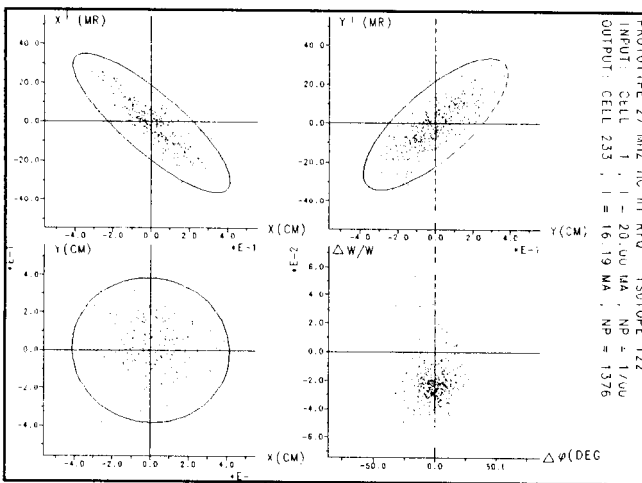 X' (MR)
40.0
20.0
0.0
-20.0
-40.0
-4.0 -2.0 0.0 2.0 4.0 X(CM)
*E-1
Y' (MR)
40.0
20.0
0.0
-20.0
-40.0
-4.0 -2.0 0.0 2.0 Y(CM)
Y(CM)
*E-1
4.0
2.0
0.0
-2.0
-4.0
-4.0 -2.0 0.0 2.0 4.0 X(CM)
*E-
ΔW/W
*E-2
6.0
4.0
2.0
0.0
-2.0
-4.0
-6.0
-50.0 0.0 Δφ(DEG
PROTOTYPE 27 MHZ
INPUT: CELL 1 , I = 20.00 MA , NP = 1700
OUTPUT: CELL 233 , I = 16.19 MA , NP = 1376